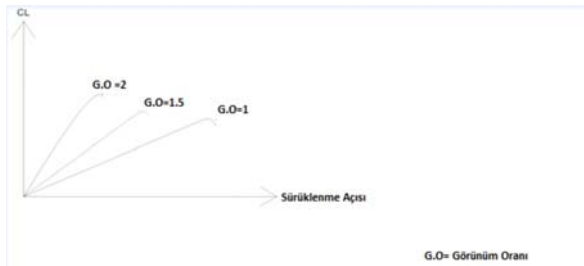 CL
G.O =2
G.O=1.5
G.O=1
Sürüklenme Açısı
G.O= Görünüm Oranı